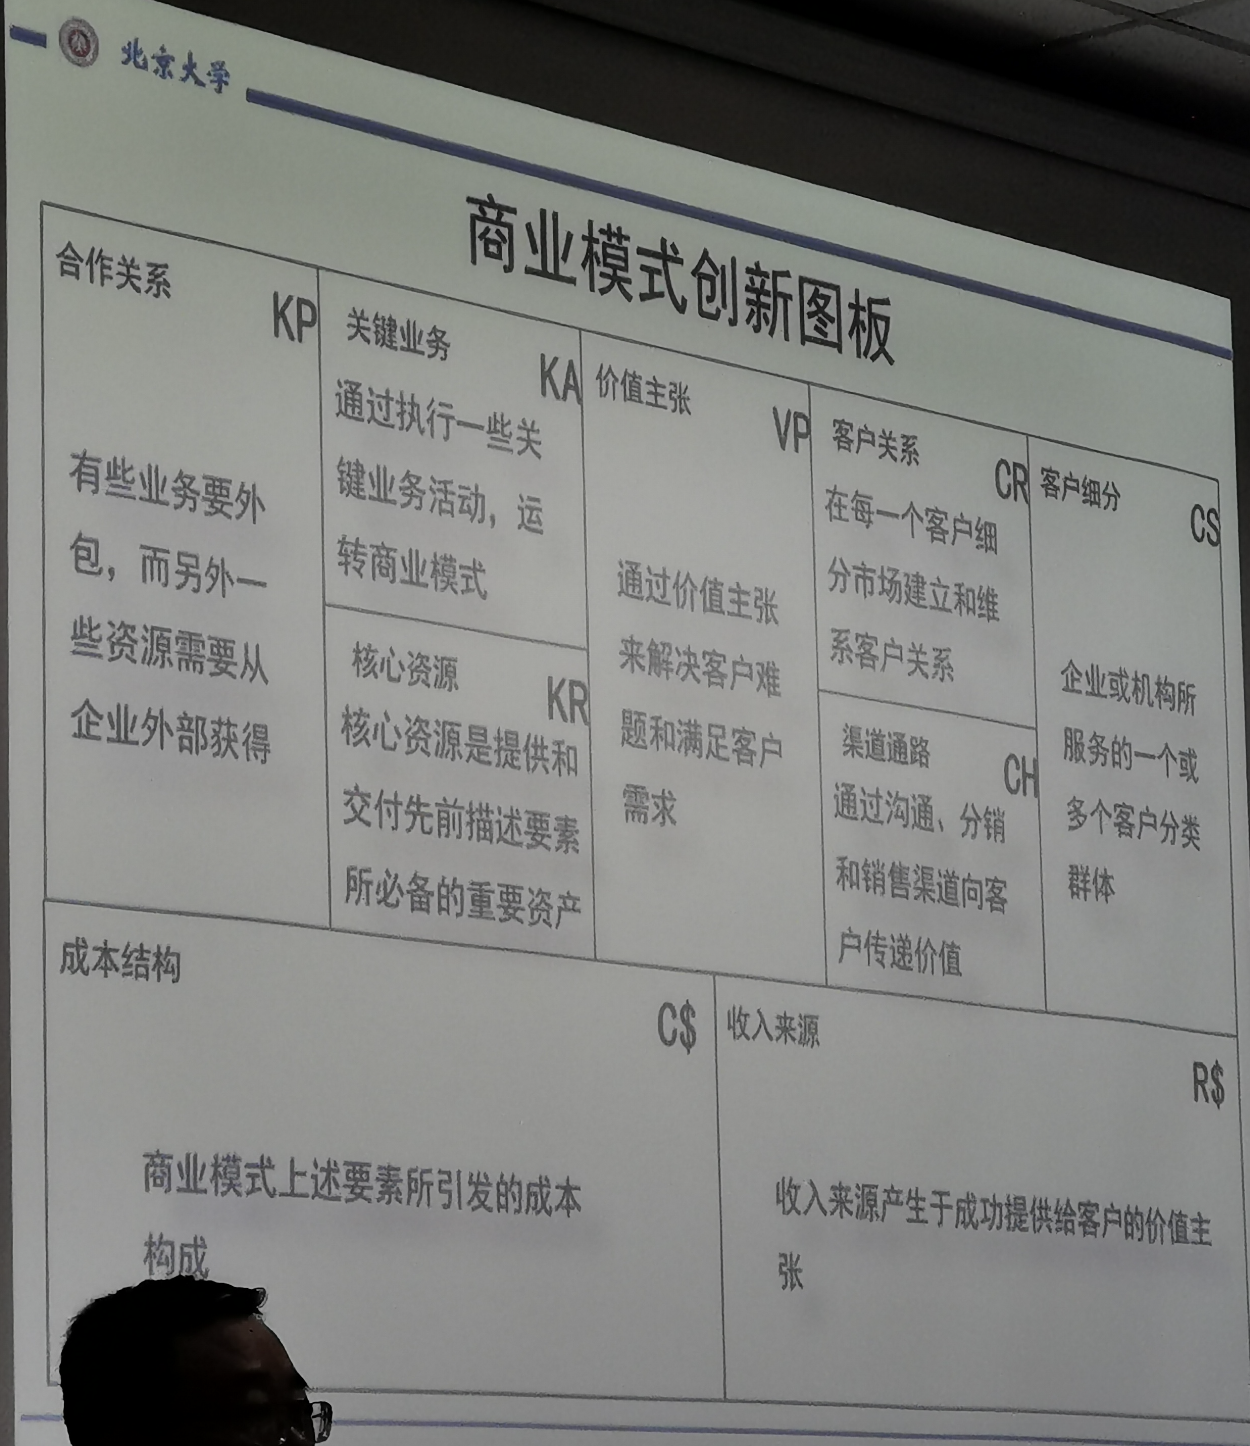 北京大学
商业模式创新图板
合作关系
KP
有些业务要外
包，而另外一
些资源需要从
企业外部获得
关键业务
KA
通过执行一些关
键业务活动，运
转商业模式
核心资源
KR
核心资源是提供和
交付先前描述要素
所必备的重要资产
价值主张
VP
通过价值主张
来解决客户难
题和满足客户
需求
客户关系
CR
在每一个客户细
分市场建立和维
系客户关系
渠道通路
CH
通过沟通、分销
和销售渠道向客
户传递价值
客户细分
CS
企业或机构所
服务的一个或
多个客户分类
群体
成本结构
C$
商业模式上述要素所引发的成本
构成
收入来源
R$
收入来源产生于成功提供给客户的价值主
张